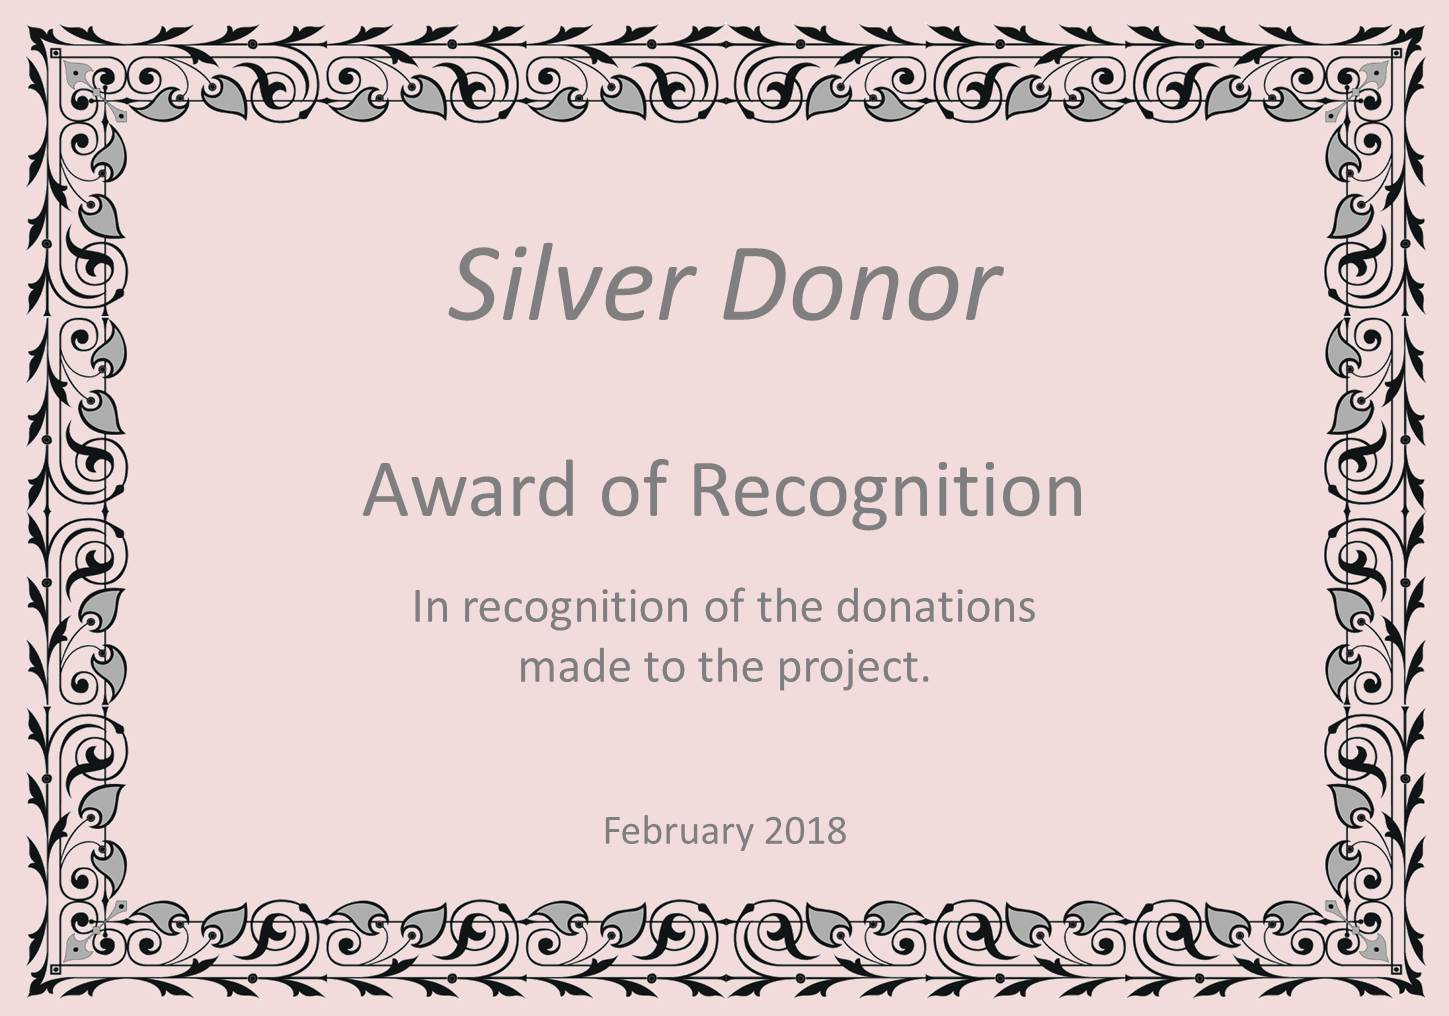 Silver Donor
Award of Recognition
In recognition of the donations
made to the project.
February 2018